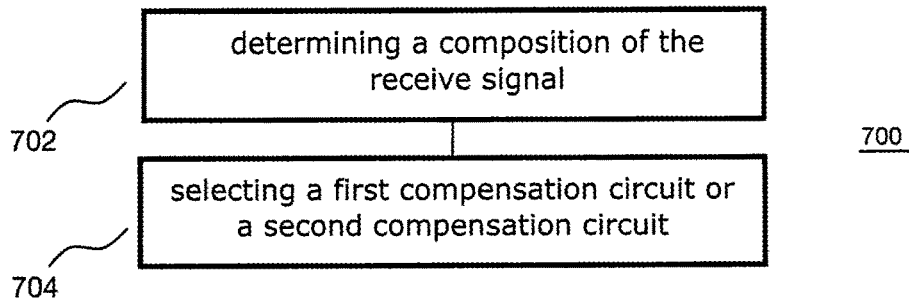 determining a composition of the
receive signal
702
700
selecting a first compensation circuit or
a second compensation circuit
704